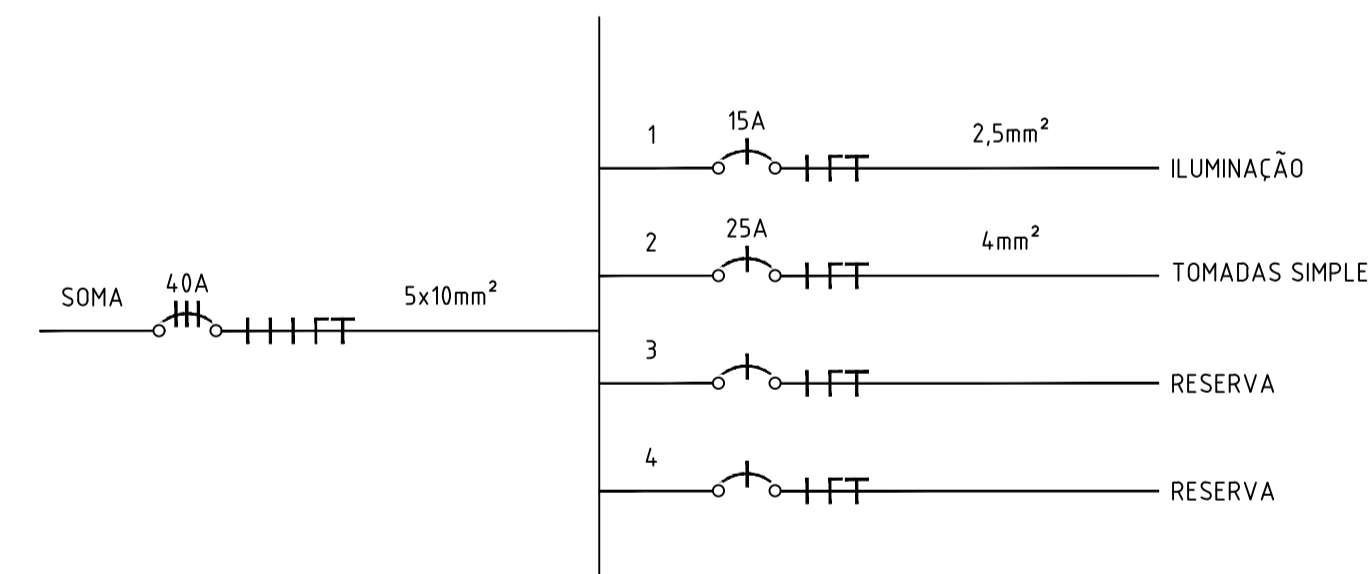 SOMA
40A
5x10mm²
1
15A
2,5mm²
ILUMINAÇÃO
2
25A
4mm²
TOMADAS SIMPLE
3
RESERVA
4
RESERVA